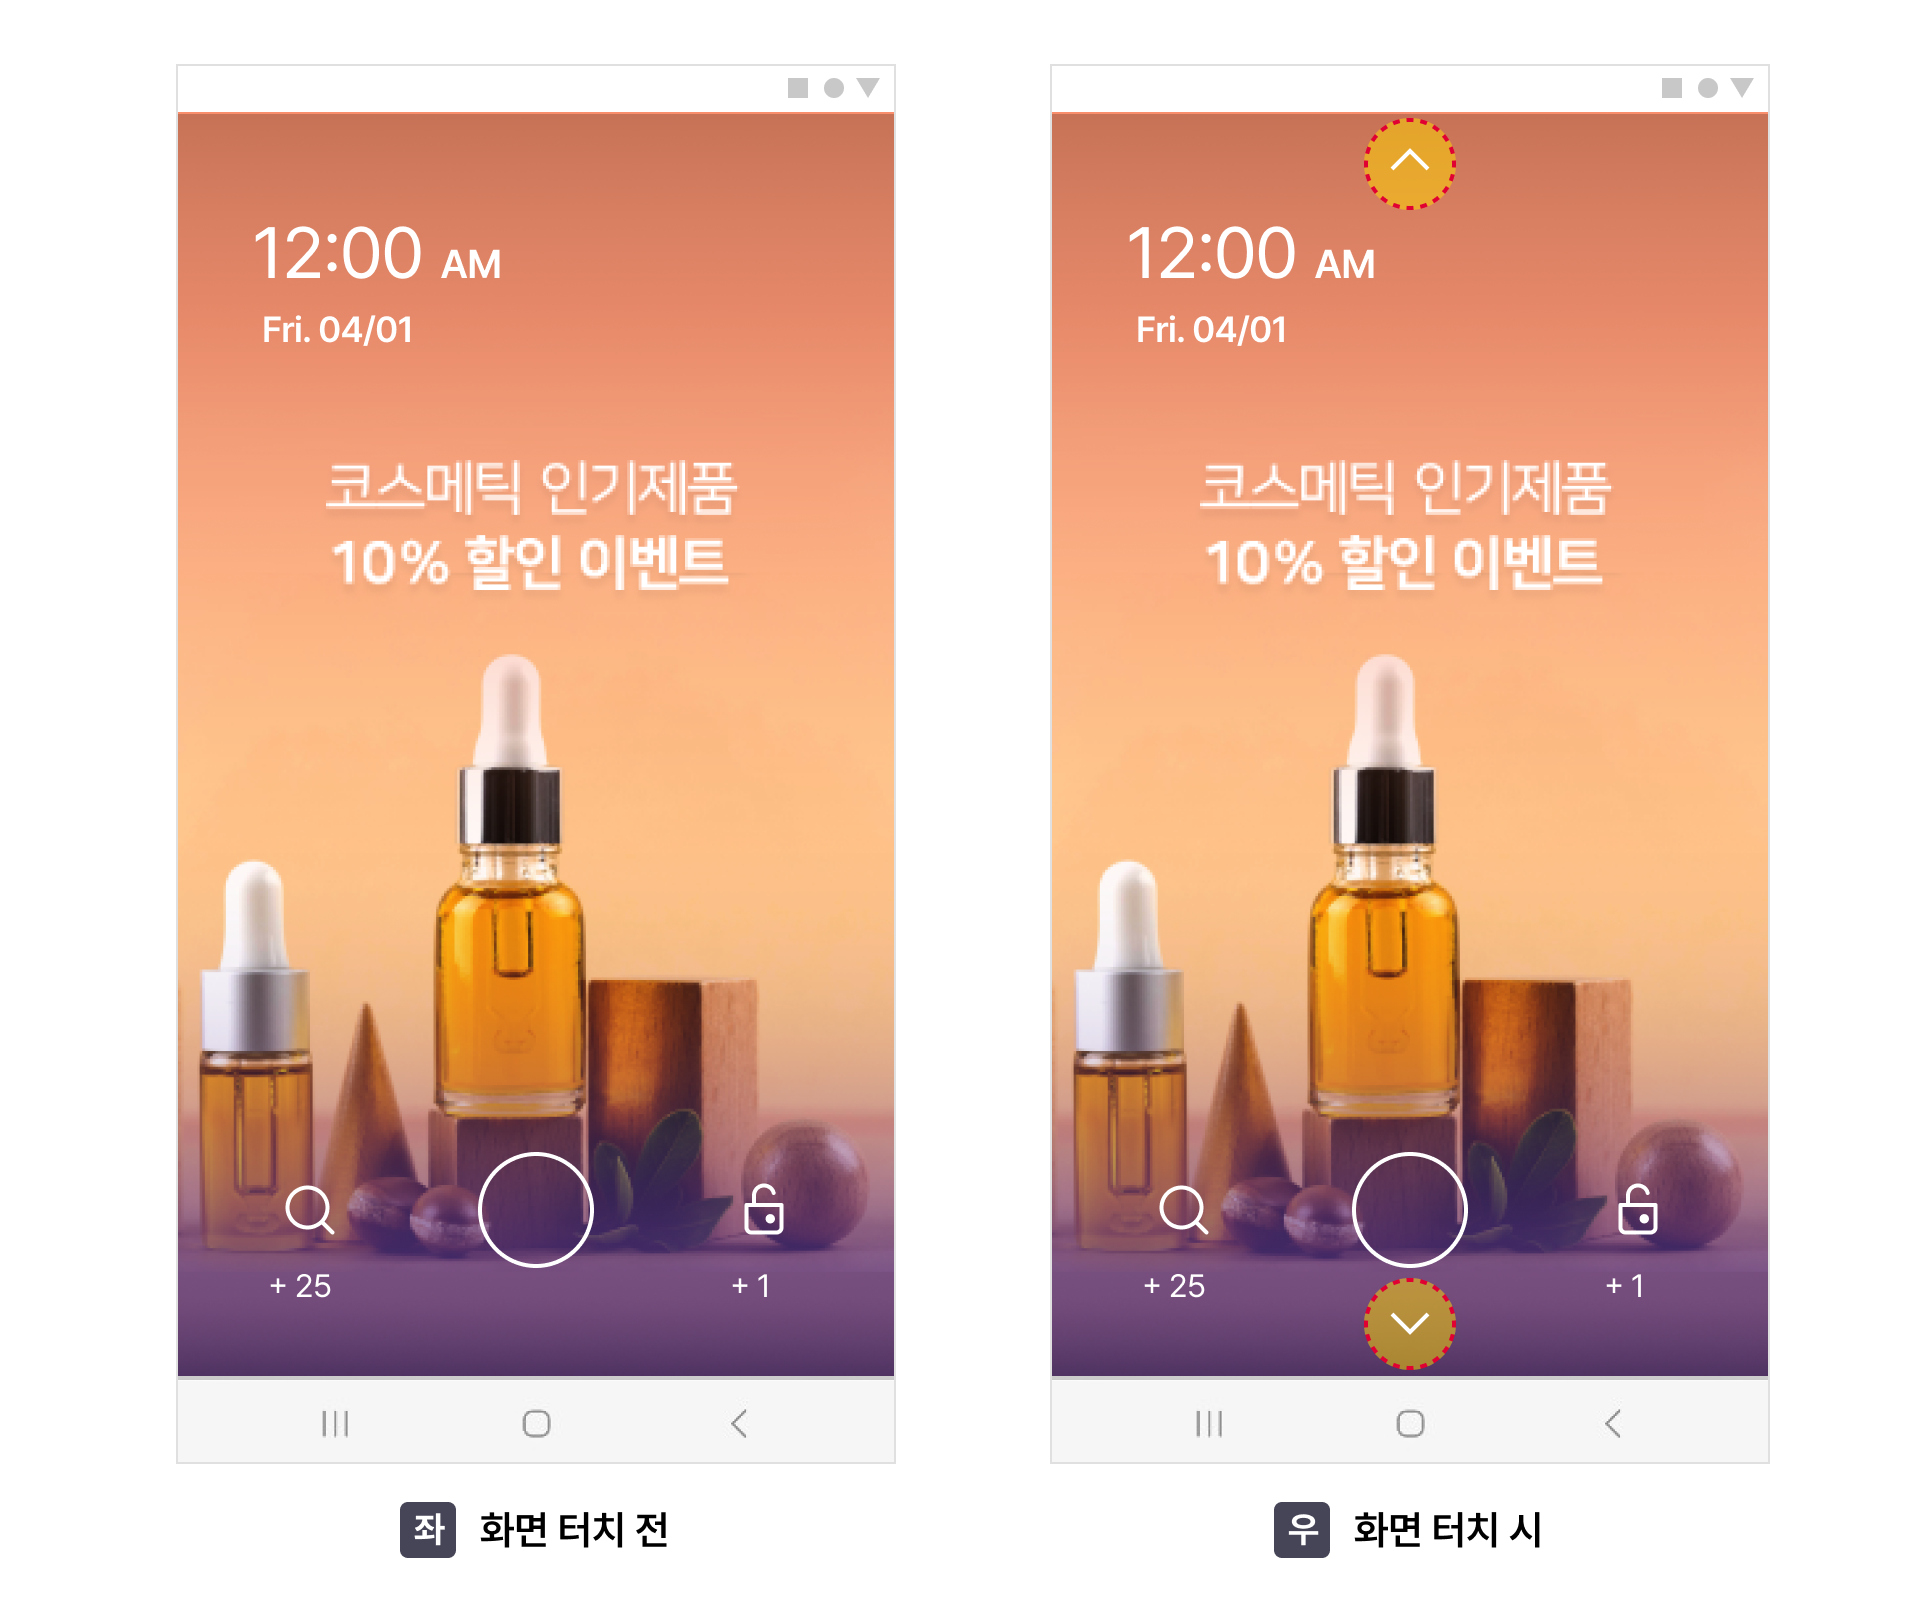 12:00 AM
Fri. 04/01
코스메틱 인기제품
10% 할인 이벤트
+ 25
+ 1
좌 화면 터치 전
12:00 AM
Fri. 04/01
코스메틱 인기제품
10% 할인 이벤트
+ 25
+ 1
우 화면 터치 시